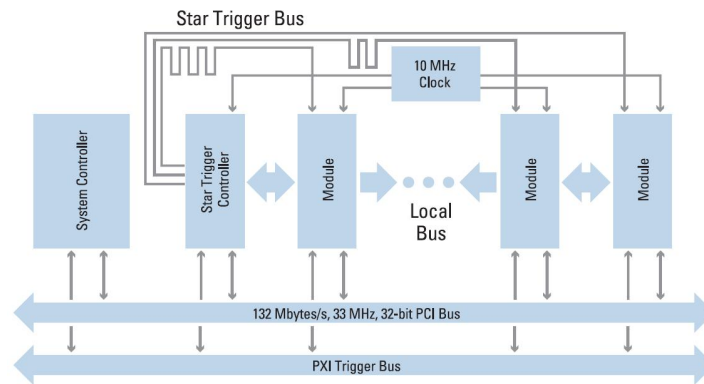 Star Trigger Bus
10 MHz
Clock
System Controller
Star Trigger
Controller
Module
Local
Bus
Module
Module
132 Mbytes/s, 33 MHz, 32-bit PCI Bus
PXI Trigger Bus